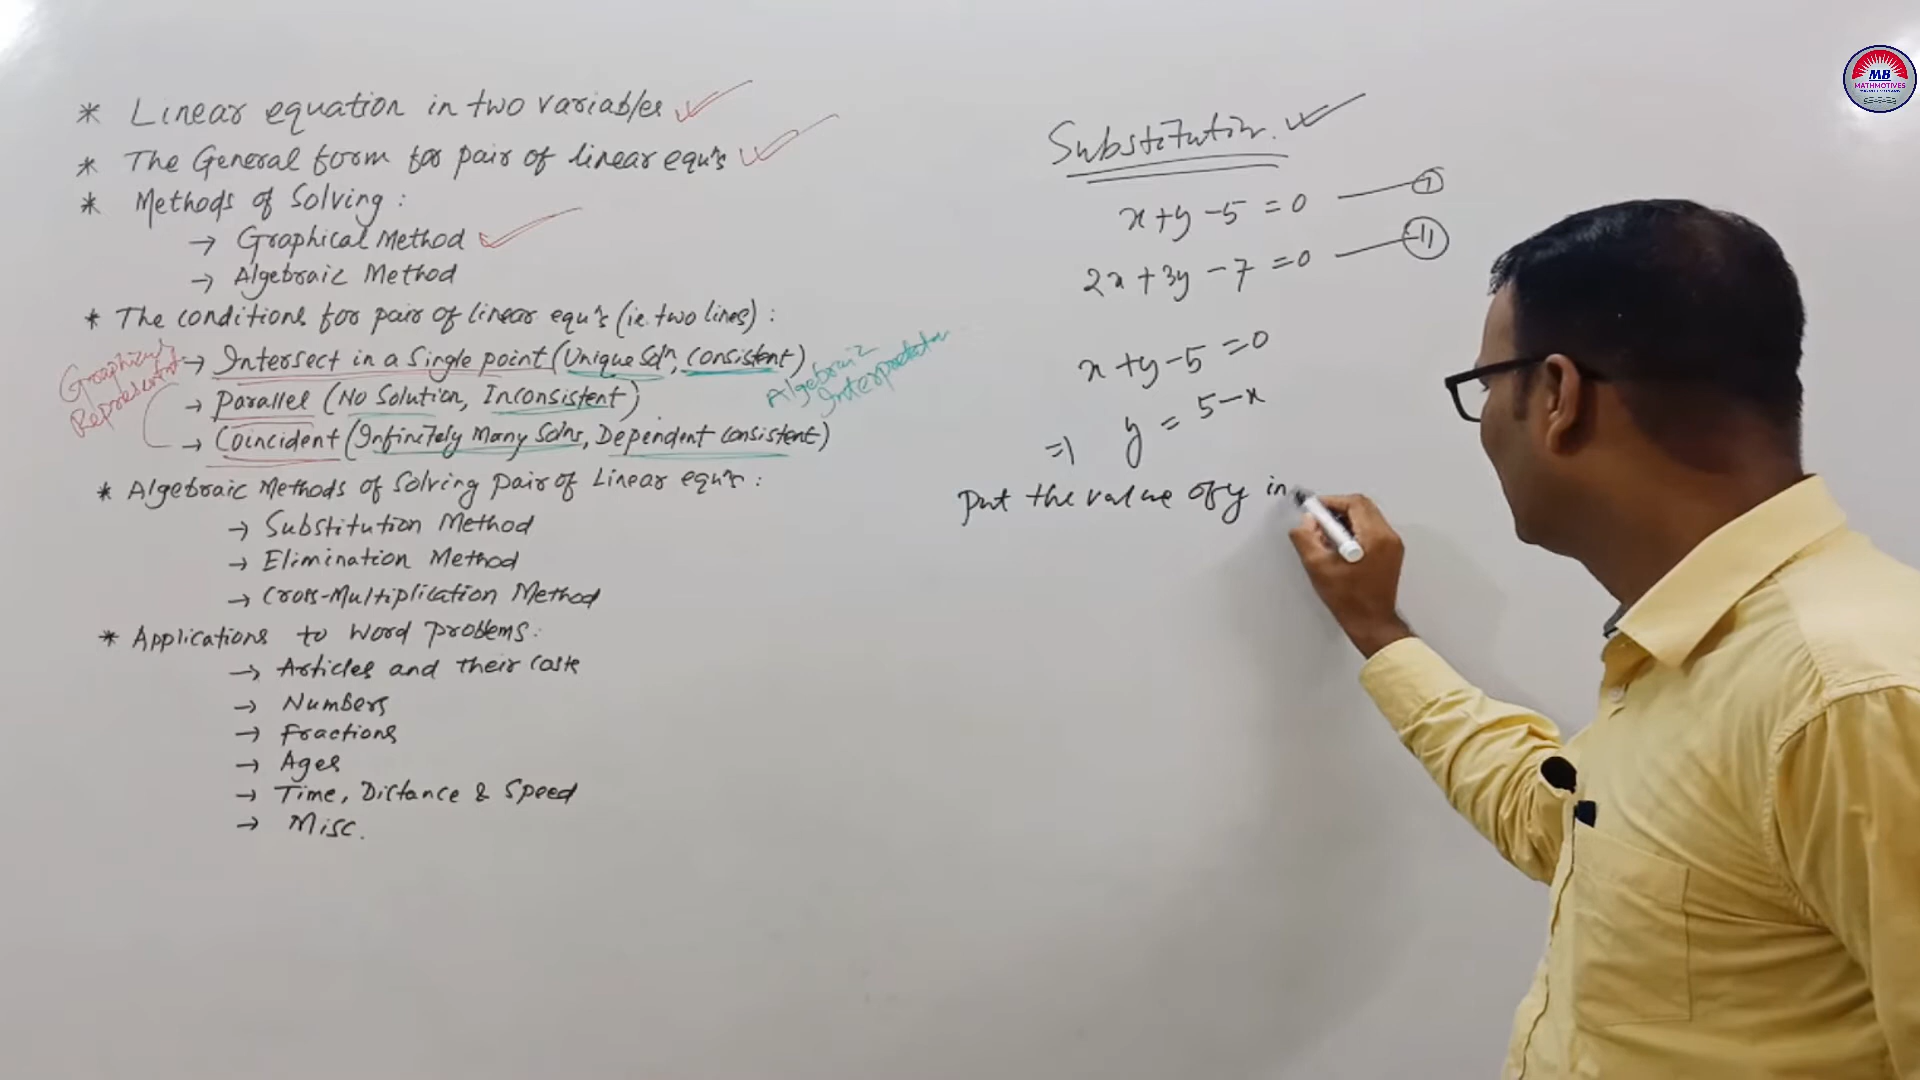 * Linear equation in two variables
* The General form for pair of linear equ's
* Methods of Solving :
→ Graphical Method
→ Algebraic Method
* The conditions for pair of linear equ's (ie. two lines) :
Graphical
→ Intersect in a Single point (Unique Soln, Consistent)
→ Parallel (No Solution, Inconsistent)
→ Coincident (Infinitely Many Solns, Dependent consistent)
Algebraic
* Algebraic Methods of Solving pair of Linear equ's :
→ Substitution Method
→ Elimination Method
→ Cross-Multiplication Method
* Applications to Word problems :
→ Articles and their
→ Numbers
→ Fractions
→ Ages
→ Time, Distance & Speed
→ Misc.
Substitution.
x+y-5=0 — I
2x+3y-7=0 — II
x+y-5=0
⇒ y = 5-x
Put the value of y in
MB
MATHMOTIVES